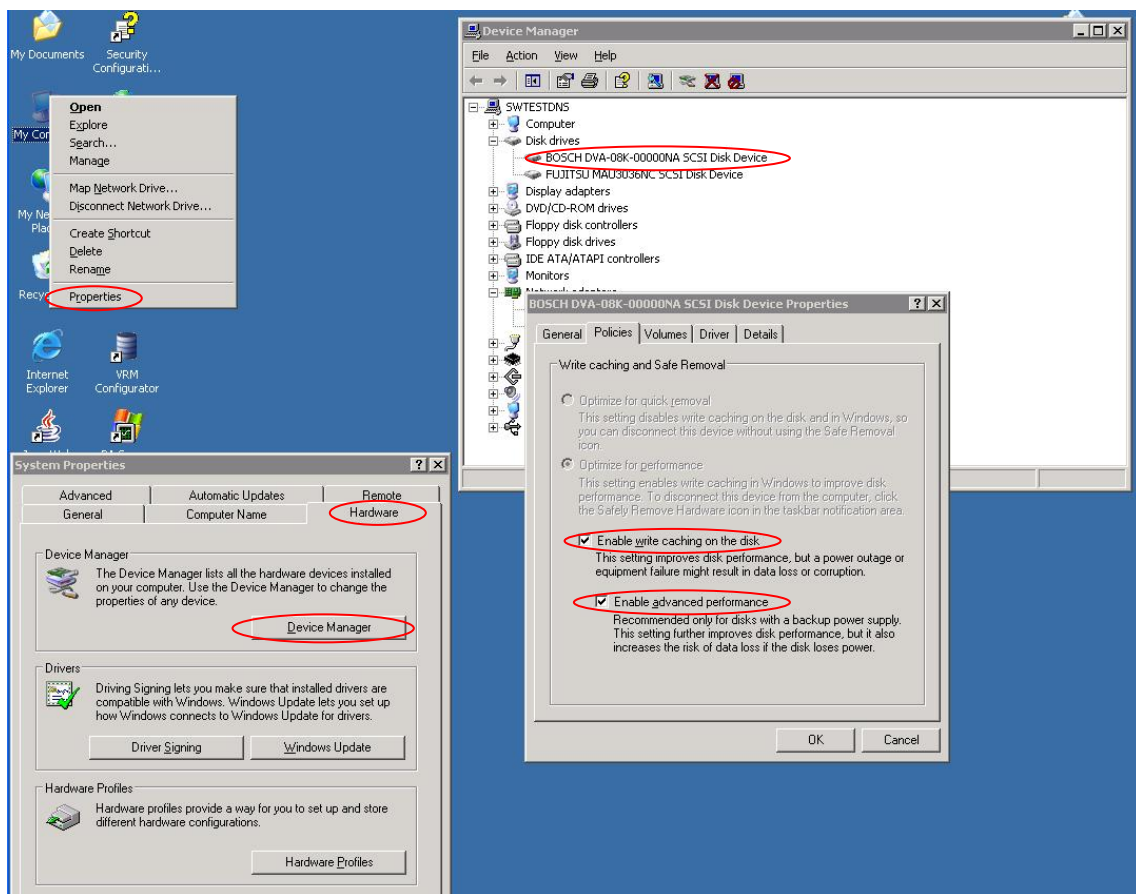 My Documents
Security
Configurati...
Open
Explore
Search...
Manage
Map Network Drive...
Disconnect Network Drive...
Create Shortcut
Delete
Rename
Properties
My Ne
Plac
Internet
Explorer
VRM
Configurator
System Properties
Advanced
Automatic Updates
Remote
General
Computer Name
Hardware
Device Manager
The Device Manager lists all the hardware devices installed
on your computer. Use the Device Manager to change the
properties of any device.
Device Manager
Drivers
Driving Signing lets you make sure that installed drivers are
compatible with Windows. Windows Update lets you set up
how Windows connects to Windows Update for drivers.
Driver Signing
Windows Update
Hardware Profiles
Hardware profiles provide a way for you to set up and store
different hardware configurations.
Hardware Profiles
Device Manager
File Action View Help
SWTESTDNS
Computer
Disk drives
BOSCH DVA-08K-00000NA SCSI Disk Device
FUJITSU MAU3036NC SCSI Disk Device
Display adapters
DVD/CD-ROM drives
Floppy disk controllers
Floppy disk drives
IDE ATA/ATAPI controllers
Monitors
Network adapters
BOSCH DVA-08K-00000NA SCSI Disk Device Properties
General Policies Volumes Driver Details
Write caching and Safe Removal
Optimize for quick removal
This setting disables write caching on the disk and in Windows, so
you can disconnect this device without using the Safe Removal
icon.
Optimize for performance
This setting enables write caching in Windows to improve disk
performance. To disconnect this device from the computer, click
the Safely Remove Hardware icon in the taskbar notification area.
Enable write caching on the disk
This setting improves disk performance, but a power outage or
equipment failure might result in data loss or corruption.
Enable advanced performance
Recommended only for disks with a backup power supply.
This setting further improves disk performance, but it also
increases the risk of data loss if the disk loses power.
OK
Cancel